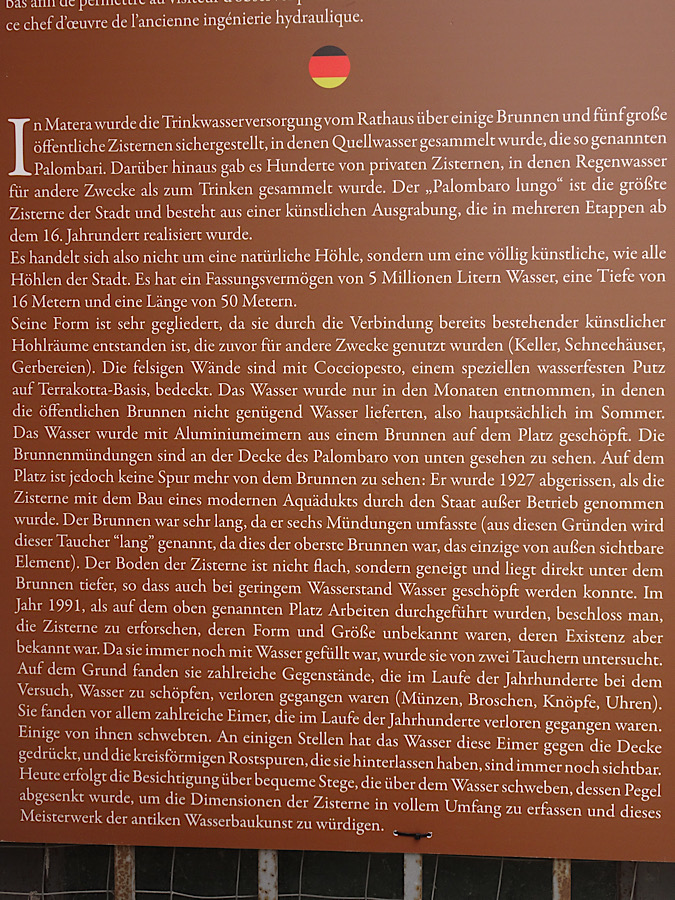 ce chef d'œuvre de l'ancienne ingénierie hydraulique.
In Matera wurde die Trinkwasserversorgung vom Rathaus über einige Brunnen und fünf große
öffentliche Zisternen sichergestellt, in denen Quellwasser gesammelt wurde, die so genannten
Palombari. Darüber hinaus gab es Hunderte von privaten Zisternen, in denen Regenwasser
für andere Zwecke als zum Trinken gesammelt wurde. Der „Palombaro lungo“ ist die größte
Zisterne der Stadt und besteht aus einer künstlichen Ausgrabung, die in mehreren Etappen ab
dem 16. Jahrundert realisiert wurde.
Es handelt sich also nicht um eine natürliche Höhle, sondern um eine völlig künstliche, wie alle
Höhlen der Stadt. Es hat ein Fassungsvermögen von 5 Millionen Litern Wasser, eine Tiefe von
16 Metern und eine Länge von 50 Metern.
Seine Form ist sehr gegliedert, da sie durch die Verbindung bereits bestehender künstlicher
Hohlräume entstanden ist, die zuvor für andere Zwecke genutzt wurden (Keller, Schneehäuser,
Gerbereien). Die felsigen Wände sind mit Cocciopesto, einem speziellen wasserfesten Putz
auf Terrakotta-Basis, bedeckt. Das Wasser wurde nur in den Monaten entnommen, in denen
die öffentlichen Brunnen nicht genügend Wasser lieferten, also hauptsächlich im Sommer.
Das Wasser wurde mit Aluminiumeimern aus einem Brunnen auf dem Platz geschöpft. Die
Brunnenmündungen sind an der Decke des Palombaro von unten gesehen zu sehen. Auf dem
Platz ist jedoch keine Spur mehr von dem Brunnen zu sehen: Er wurde 1927 abgerissen, als die
Zisterne mit dem Bau eines modernen Aquädukts durch den Staat außer Betrieb genommen
wurde. Der Brunnen war sehr lang, da er sechs Mündungen umfasste (aus diesen Gründen wird
dieser Taucher “lang” genannt, da dies der oberste Brunnen war, das einzige von außen sichtbare
Element). Der Boden der Zisterne ist nicht flach, sondern geneigt und liegt direkt unter dem
Brunnen tiefer, so dass auch bei geringem Wasserstand Wasser geschöpft werden konnte. Im
Jahr 1991, als auf dem oben genannten Platz Arbeiten durchgeführt wurden, beschloss man,
die Zisterne zu erforschen, deren Form und Größe unbekannt waren, deren Existenz aber
bekannt war. Da sie immer noch mit Wasser gefüllt war, wurde sie von zwei Tauchern untersucht.
Auf dem Grund fanden sie zahlreiche Gegenstände, die im Laufe der Jahrhunderte bei dem
Versuch, Wasser zu schöpfen, verloren gegangen waren (Münzen, Broschen, Knöpfe, Uhren).
Sie fanden vor allem zahlreiche Eimer, die im Laufe der Jahrhunderte verloren gegangen waren.
Einige von ihnen schwebten. An einigen Stellen hat das Wasser diese Eimer gegen die Decke
gedrückt, und die kreisförmigen Rostspuren, die sie hinterlassen haben, sind immer noch sichtbar.
Heute erfolgt die Besichtigung über bequeme Stege, die über dem Wasser schweben, dessen Pegel
abgesenkt wurde, um die Dimensionen der Zisterne in vollem Umfang zu erfassen und dieses
Meisterwerk der antiken Wasserbaukunst zu würdigen.